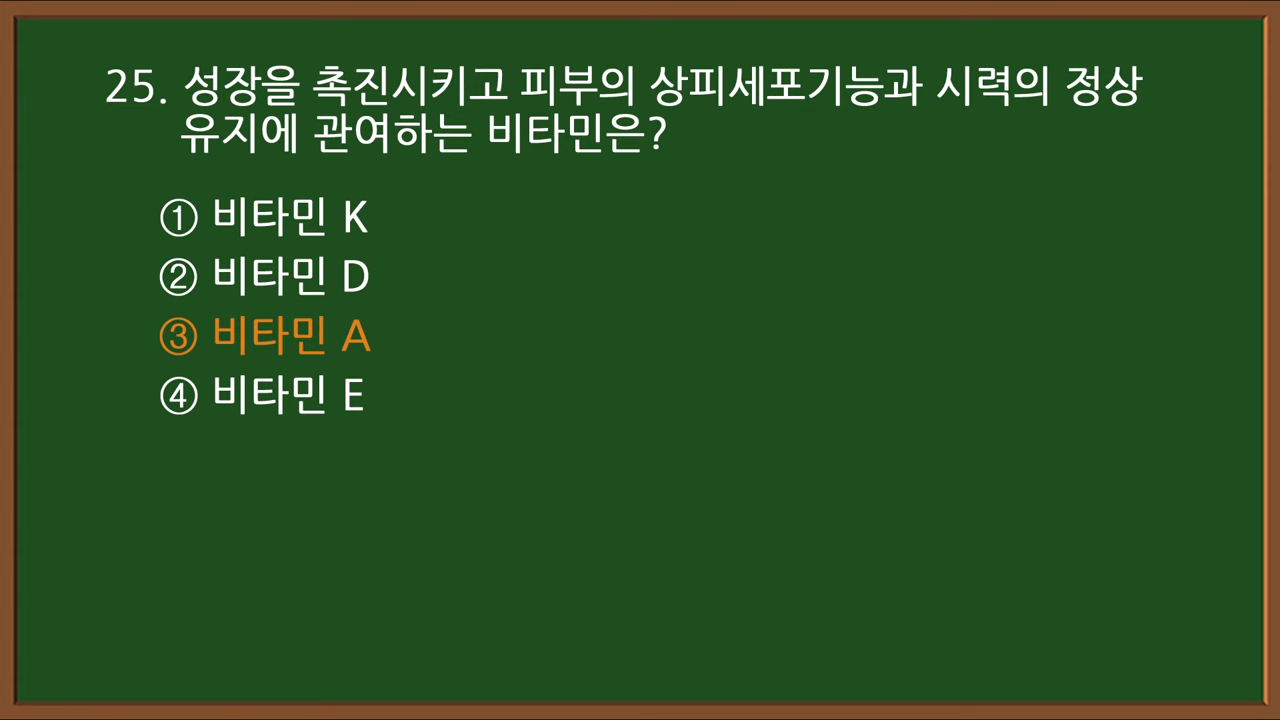 25. 성장을 촉진시키고 피부의 상피세포기능과 시력의 정상
유지에 관여하는 비타민은?
① 비타민 K
② 비타민 D
③ 비타민 A
④ 비타민 E